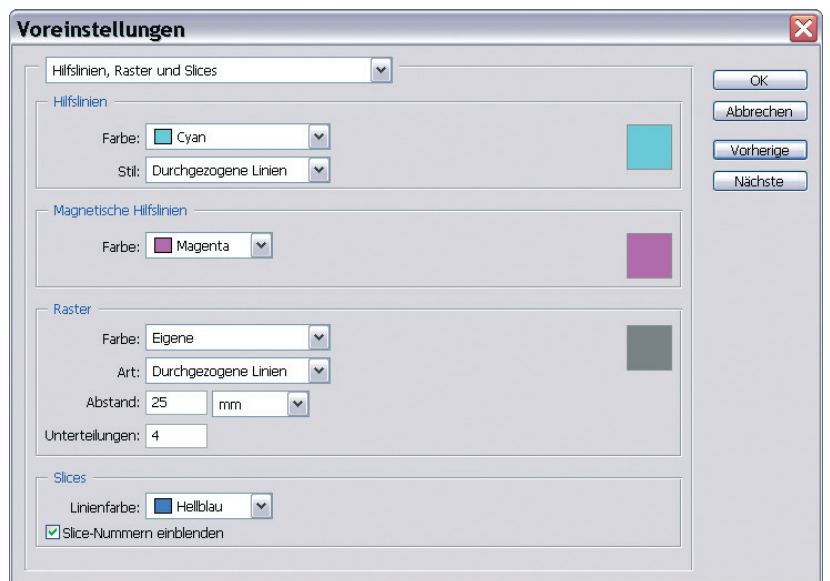 Voreinstellungen
Hilfslinien, Raster und Slices
OK
Abbrechen
Vorherige
Nächste
Hilfslinien
Farbe: Cyan
Stil: Durchgezogene Linien
Magnetische Hilfslinien
Farbe: Magenta
Raster
Farbe: Eigene
Art: Durchgezogene Linien
Abstand: 25 mm
Unterteilungen: 4
Slices
Linienfarbe: Hellblau
Slice-Nummern einblenden